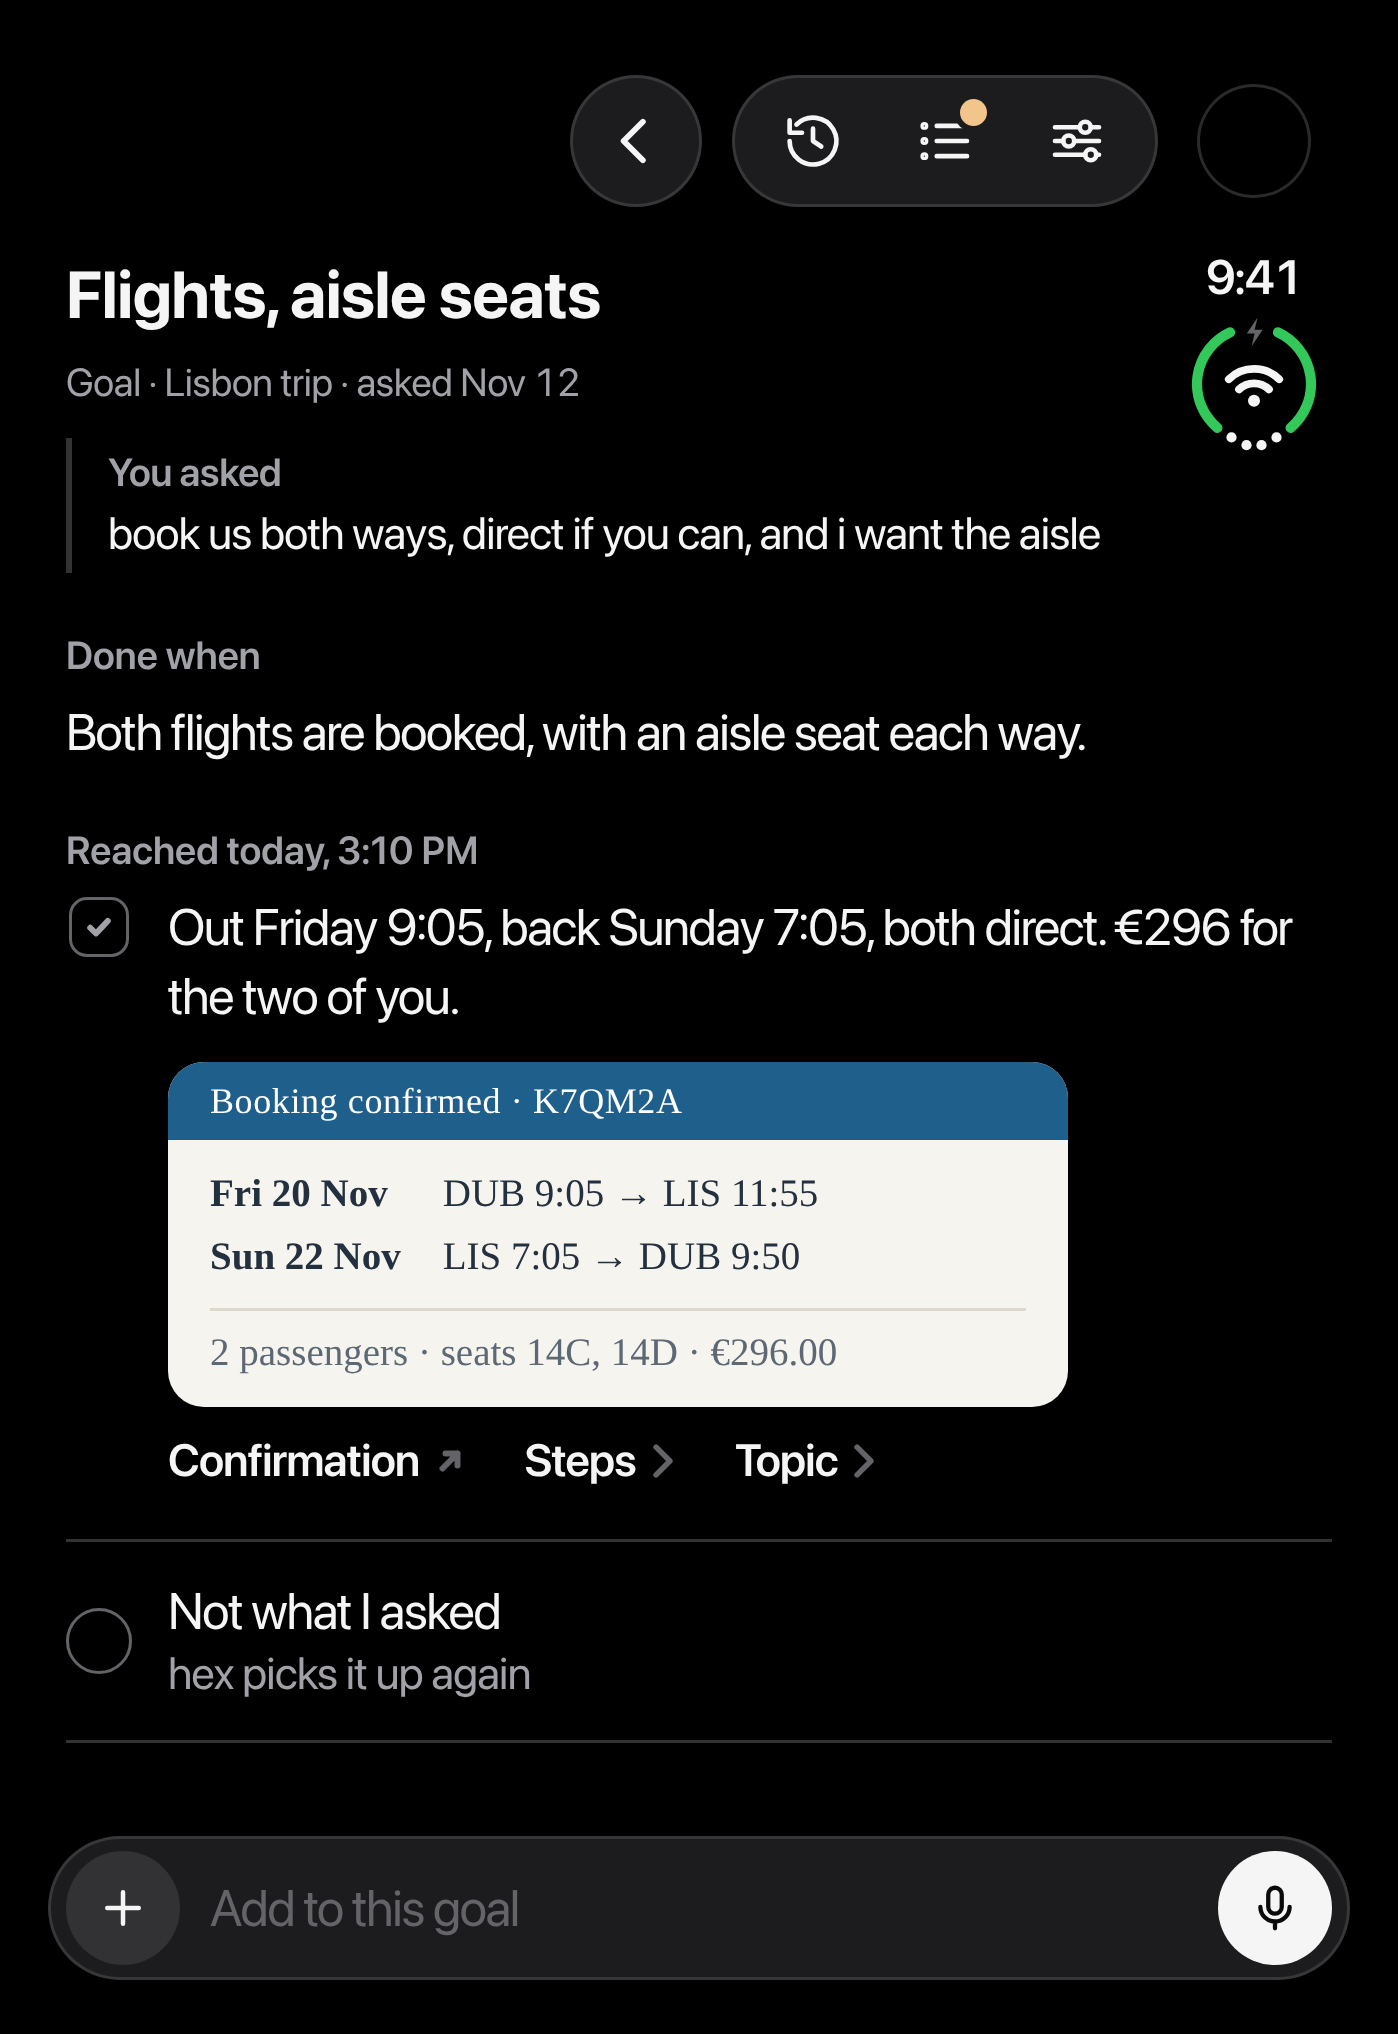 Flights, aisle seats
9:41
Goal · Lisbon trip · asked Nov 12
You asked
book us both ways, direct if you can, and i want the aisle
Done when
Both flights are booked, with an aisle seat each way.
Reached today, 3:10 PM
Out Friday 9:05, back Sunday 7:05, both direct. €296 for
the two of you.
Booking confirmed · K7QM2A
Fri 20 Nov DUB 9:05 → LIS 11:55
Sun 22 Nov LIS 7:05 → DUB 9:50
2 passengers · seats 14C, 14D · €296.00
Confirmation Steps Topic
Not what I asked
hex picks it up again
Add to this goal